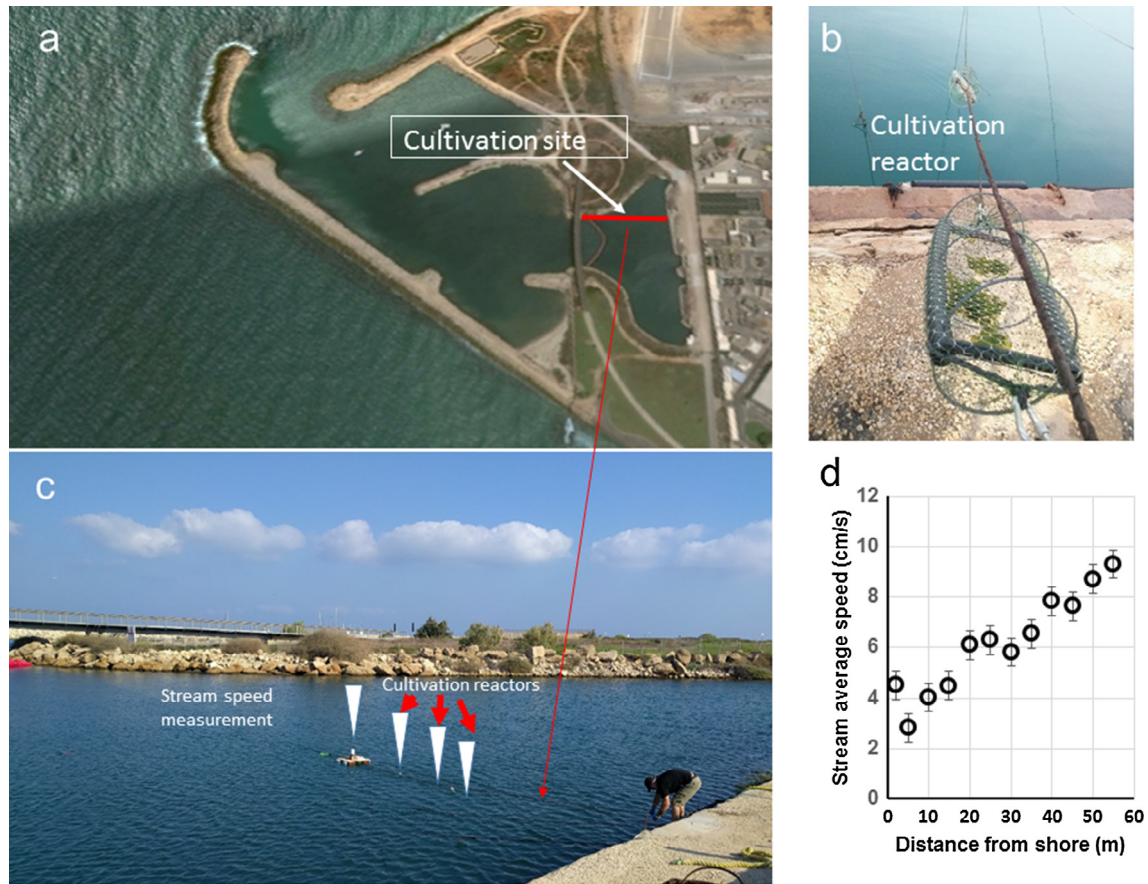 a
Cultivation site
b
Cultivation
reactor
c
Stream speed
measurement
Cultivation reactors
d
Stream average speed (cm/s)
12
10
8
6
4
2
0
0 10 20 30 40 50 60
Distance from shore (m)